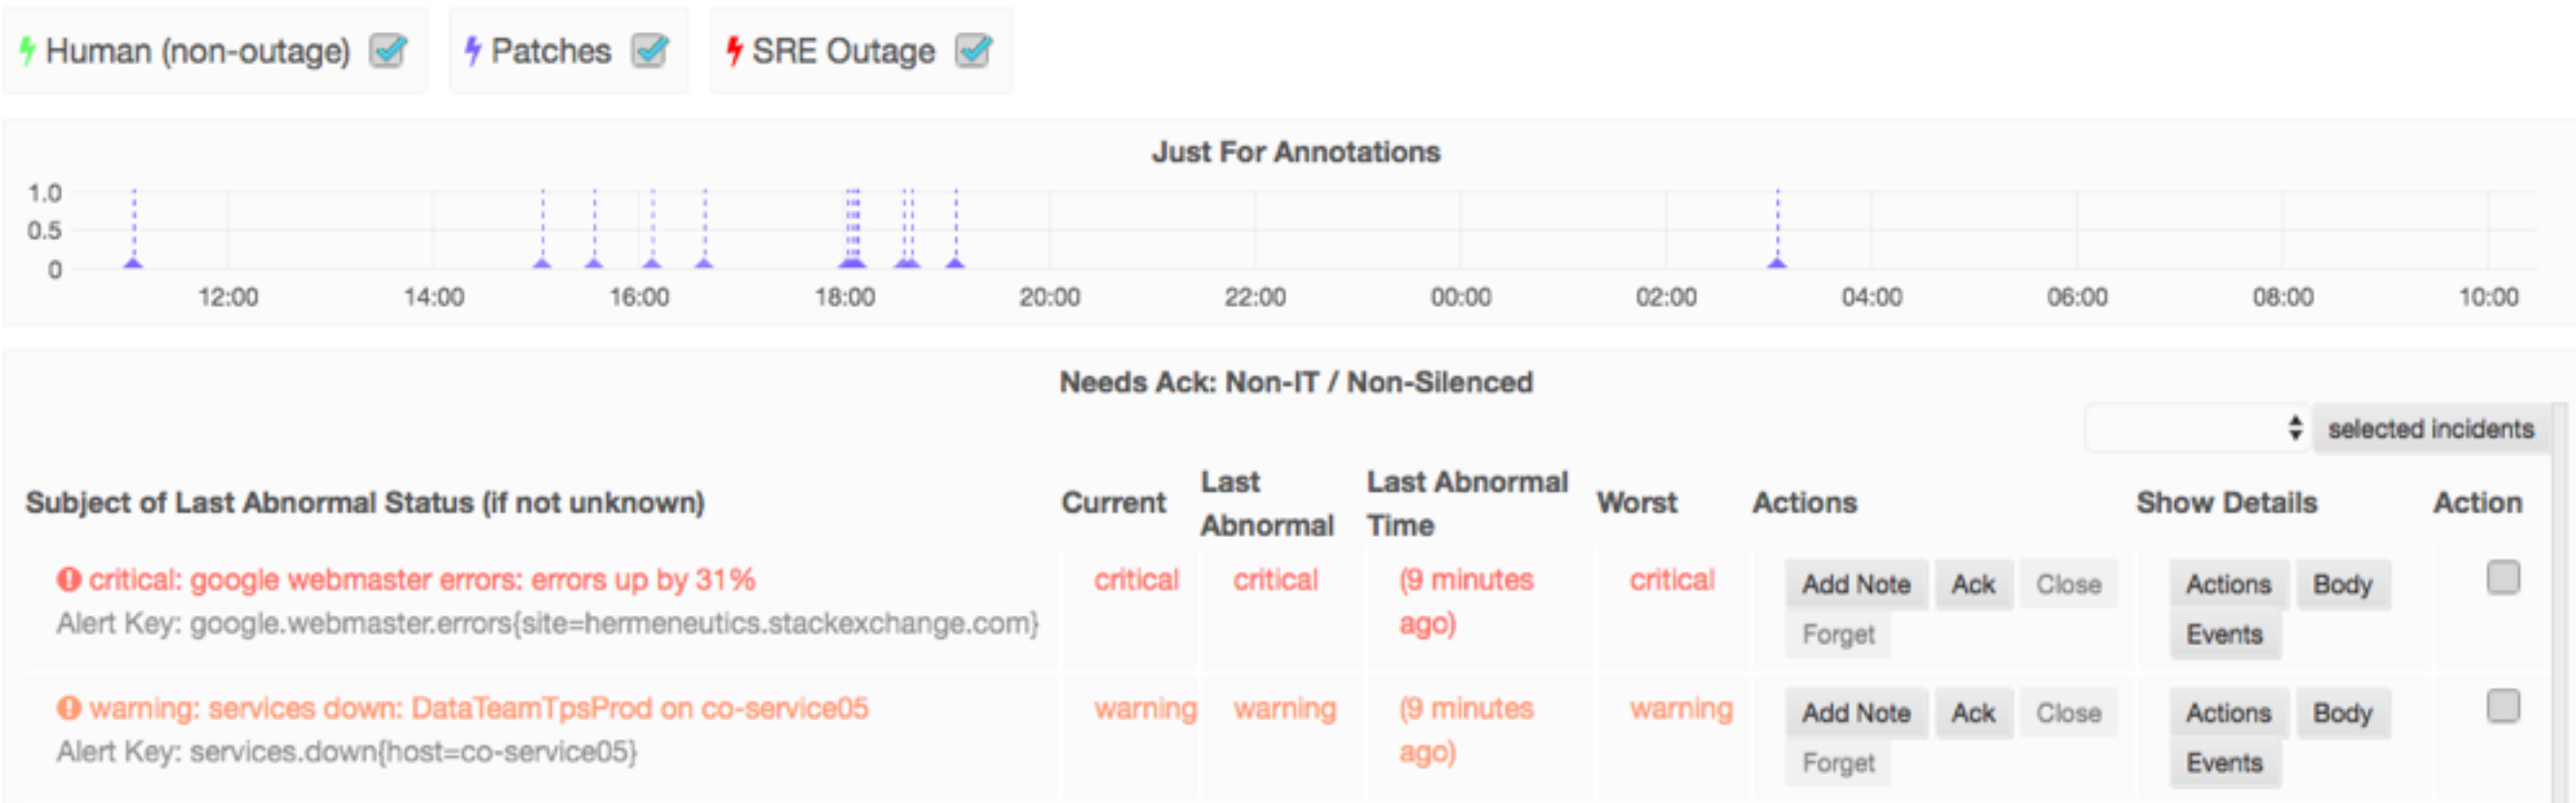 Human (non-outage) Patches SRE Outage
Just For Annotations
1.0
0.5
0
12:00 14:00 16:00 18:00 20:00 22:00 00:00 02:00 04:00 06:00 08:00 10:00
Needs Ack: Non-IT / Non-Silenced
selected incidents
Subject of Last Abnormal Status (if not unknown) Current Last Abnormal Last Abnormal Time Worst Actions Show Details Action
critical: google webmaster errors: errors up by 31% critical critical (9 minutes ago) critical Add Note Ack Close Actions Body
Alert Key: google.webmaster.errors{site=hermeneutics.stackexchange.com} Forget Events
warning: services down: DataTeamTpsProd on co-service05 warning warning (9 minutes ago) warning Add Note Ack Close Actions Body
Alert Key: services.down{host=co-service05} Forget Events